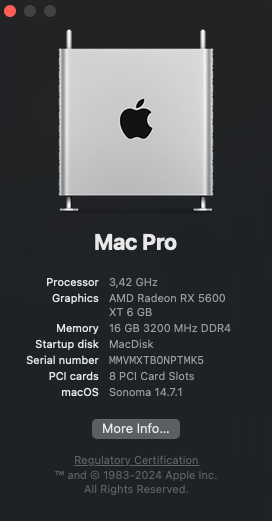 Mac Pro
Processor 3,42 GHz
Graphics AMD Radeon RX 5600
XT 6 GB
Memory 16 GB 3200 MHz DDR4
Startup disk MacDisk
Serial number MMVMXTBONPTMK5
PCI cards 8 PCI Card Slots
macOS Sonoma 14.7.1
More Info...
Regulatory Certification
™ and © 1983-2024 Apple Inc.
All Rights Reserved.